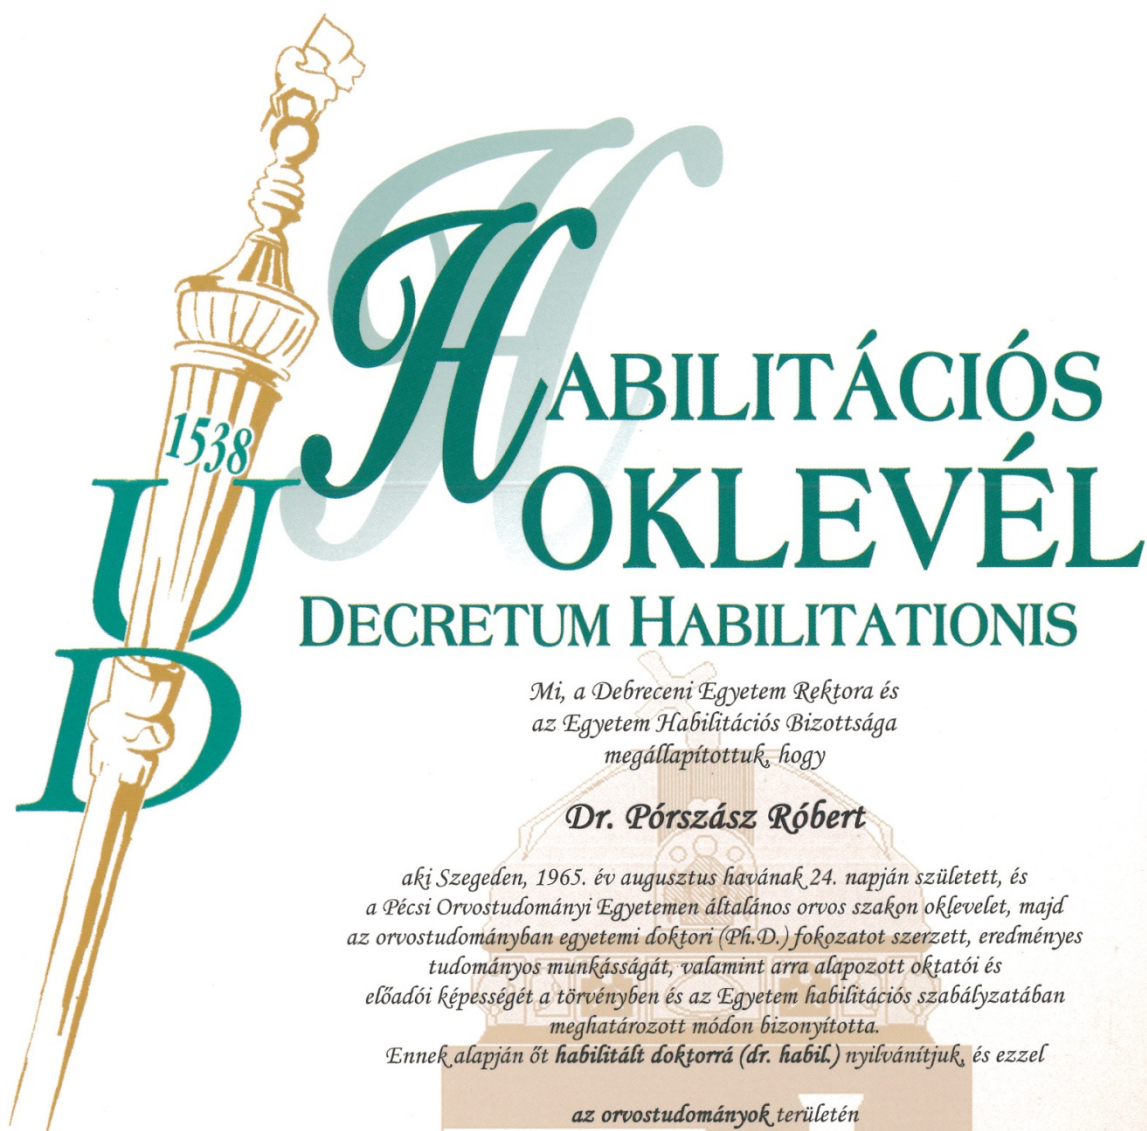 1538
U
D
HABILITÁCIÓS
OKLEVÉL
DECRETUM HABILITATIONIS
Mi, a Debreceni Egyetem Rektora és
az Egyetem Habilitációs Bizottsága
megállapítottuk, hogy
Dr. Pórszász Róbert
aki Szegeden, 1965. év augusztus havának 24. napján született, és
a Pécsi Orvostudományi Egyetemen általános orvos szakon oklevelet, majd
az orvostudományban egyetemi doktori (Ph.D.) fokozatot szerzett, eredményes
tudományos munkásságát, valamint arra alapozott oktatói és
előadói képességét a törvényben és az Egyetem habilitációs szabályzatában
meghatározott módon bizonyította.
Ennek alapján őt habilitált doktorrá (dr. habil.) nyilvánítjuk, és ezzel
az orvostudományok területén